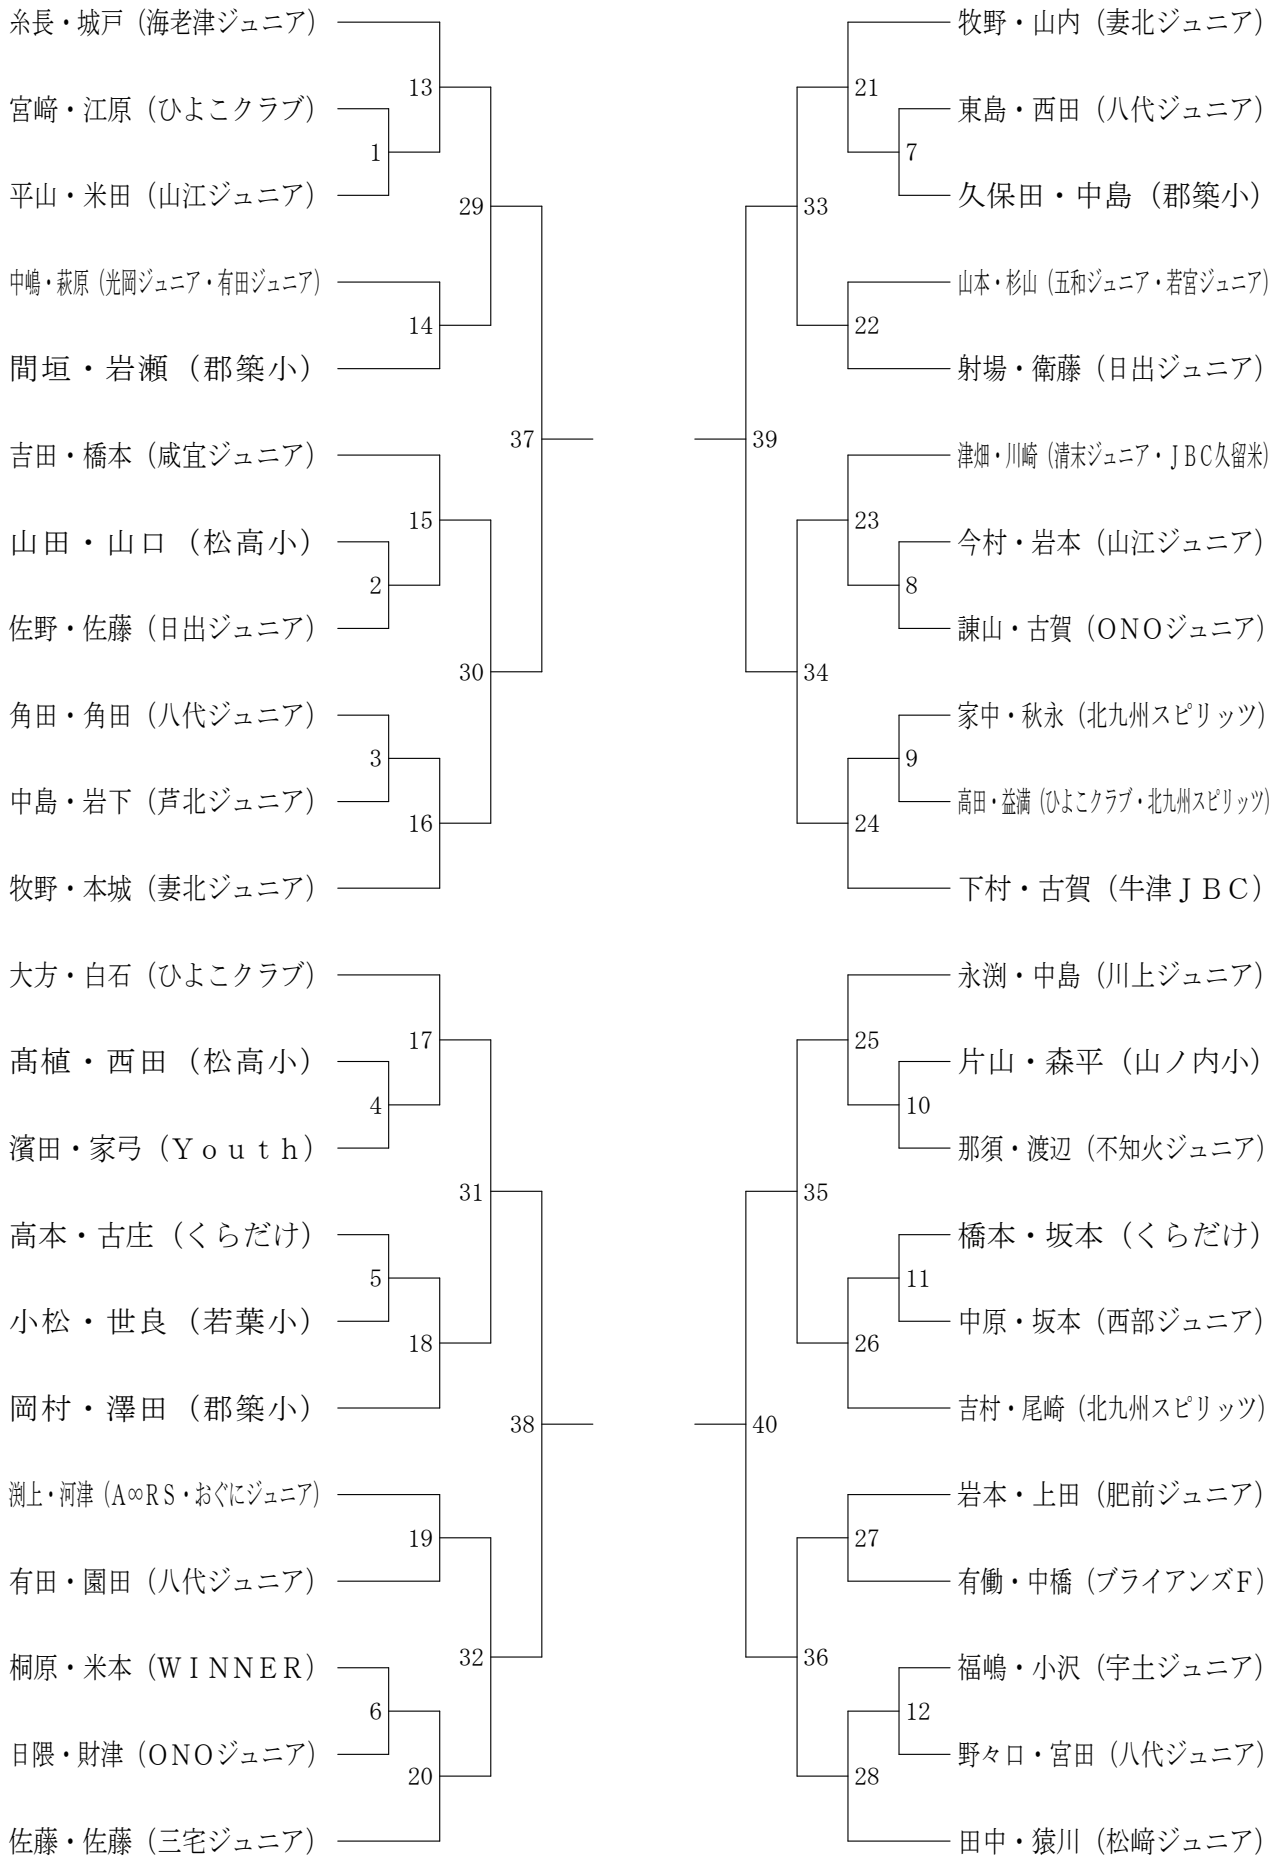 糸長・城戸（海老津ジュニア）
宮﨑・江原（ひよこクラブ）
平山・米田（山江ジュニア）
中嶋・萩原（光岡ジュニア・有田ジュニア）
間垣・岩瀬（郡築小）
吉田・橋本（咸宜ジュニア）
山田・山口（松高小）
佐野・佐藤（日出ジュニア）
角田・角田（八代ジュニア）
中島・岩下（芦北ジュニア）
牧野・本城（妻北ジュニア）
大方・白石（ひよこクラブ）
髙植・西田（松高小）
濱田・家弓（Ｙｏｕｔｈ）
高本・古庄（くらだけ）
小松・世良（若葉小）
岡村・澤田（郡築小）
渕上・河津（A∞ＲＳ・おぐにジュニア）
有田・園田（八代ジュニア）
桐原・米本（ＷＩＮＮＥＲ）
日隈・財津（ＯＮＯジュニア）
佐藤・佐藤（三宅ジュニア）
1
2
3
4
5
6
13
14
15
16
17
18
19
20
29
30
31
32
37
38
39
40
33
34
35
36
21
22
23
24
25
26
27
28
7
8
9
10
11
12
牧野・山内（妻北ジュニア）
東島・西田（八代ジュニア）
久保田・中島（郡築小）
山本・杉山（五和ジュニア・若宮ジュニア）
射場・衛藤（日出ジュニア）
津畑・川崎（清末ジュニア・ＪＢＣ久留米）
今村・岩本（山江ジュニア）
諌山・古賀（ＯＮＯジュニア）
家中・秋永（北九州スピリッツ）
高田・益満（ひよこクラブ・北九州スピリッツ）
下村・古賀（牛津ＪＢＣ）
永渕・中島（川上ジュニア）
片山・森平（山ノ内小）
那須・渡辺（不知火ジュニア）
橋本・坂本（くらだけ）
中原・坂本（西部ジュニア）
吉村・尾崎（北九州スピリッツ）
岩本・上田（肥前ジュニア）
有働・中橋（ブライアンズＦ）
福嶋・小沢（宇土ジュニア）
野々口・宮田（八代ジュニア）
田中・猿川（松﨑ジュニア）